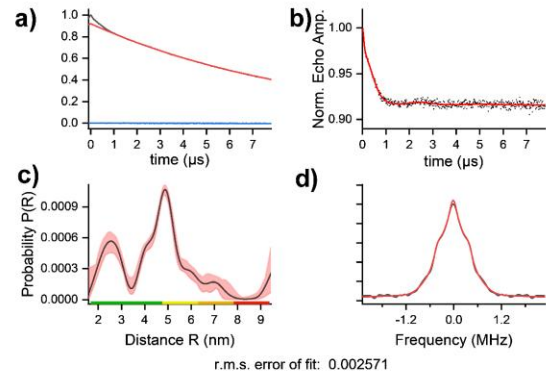 a)
1.0
0.8
0.6
0.4
0.2
0.0
0 1 2 3 4 5 6 7
time (µs)
b)
Norm. Echo Amp.
1.00
0.95
0.90
0 1 2 3 4 5 6 7
time (µs)
c)
Probability P(R)
0.0009
0.0006
0.0003
0.0000
2 3 4 5 6 7 8 9
Distance R (nm)
d)
-1.2 0.0 1.2
Frequency (MHz)
r.m.s. error of fit: 0.002571